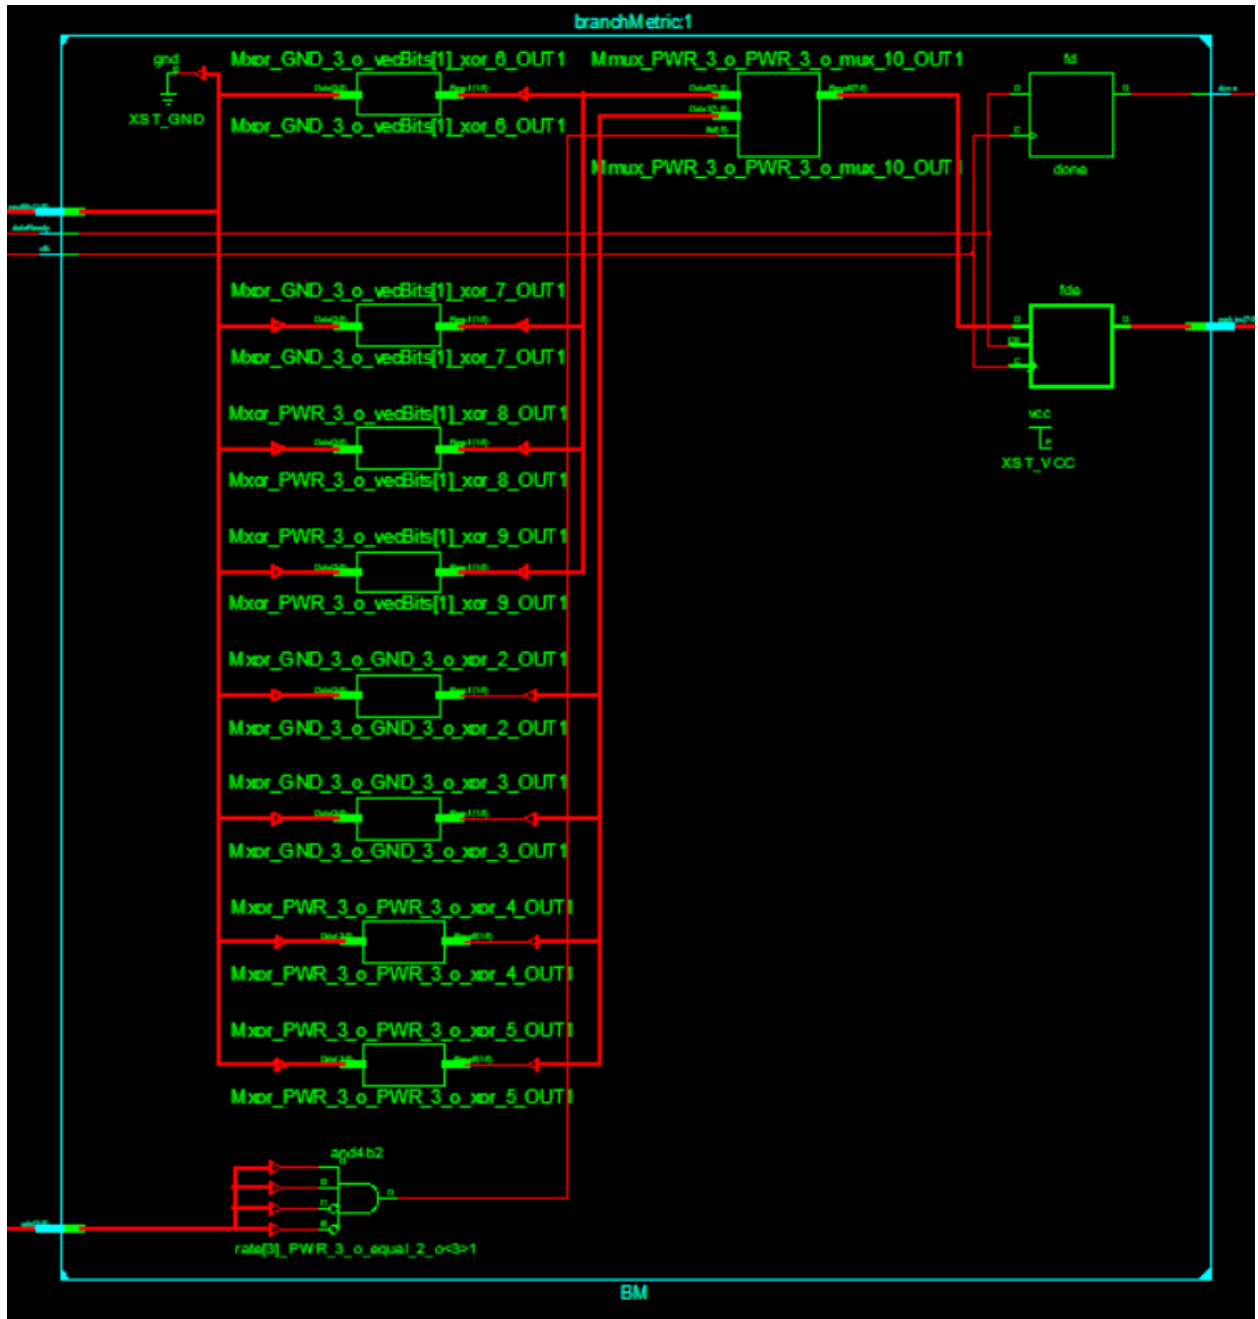 branchMetric:1
gnd
XST_GND
Mxor_GND_3_o_vecBits[1]_xor_6_OUT1
Mxor_GND_3_o_vecBits[1]_xor_6_OUT1
Mmux_PWR_3_o_PWR_3_o_mux_10_OUT1
Mmux_PWR_3_o_PWR_3_o_mux_10_OUT1
fd
done
done
clk
Mxor_GND_3_o_vecBits[1]_xor_7_OUT1
Mxor_GND_3_o_vecBits[1]_xor_7_OUT1
fde
vcc
XST_VCC
Mxor_PWR_3_o_vecBits[1]_xor_8_OUT1
Mxor_PWR_3_o_vecBits[1]_xor_8_OUT1
Mxor_PWR_3_o_vecBits[1]_xor_9_OUT1
Mxor_PWR_3_o_vecBits[1]_xor_9_OUT1
Mxor_GND_3_o_GND_3_o_xor_2_OUT1
Mxor_GND_3_o_GND_3_o_xor_2_OUT1
Mxor_GND_3_o_GND_3_o_xor_3_OUT1
Mxor_GND_3_o_GND_3_o_xor_3_OUT1
Mxor_PWR_3_o_PWR_3_o_xor_4_OUT1
Mxor_PWR_3_o_PWR_3_o_xor_4_OUT1
Mxor_PWR_3_o_PWR_3_o_xor_5_OUT1
Mxor_PWR_3_o_PWR_3_o_xor_5_OUT1
and4b2
rate[3]_PWR_3_o_equal_2_o<3>1
BM